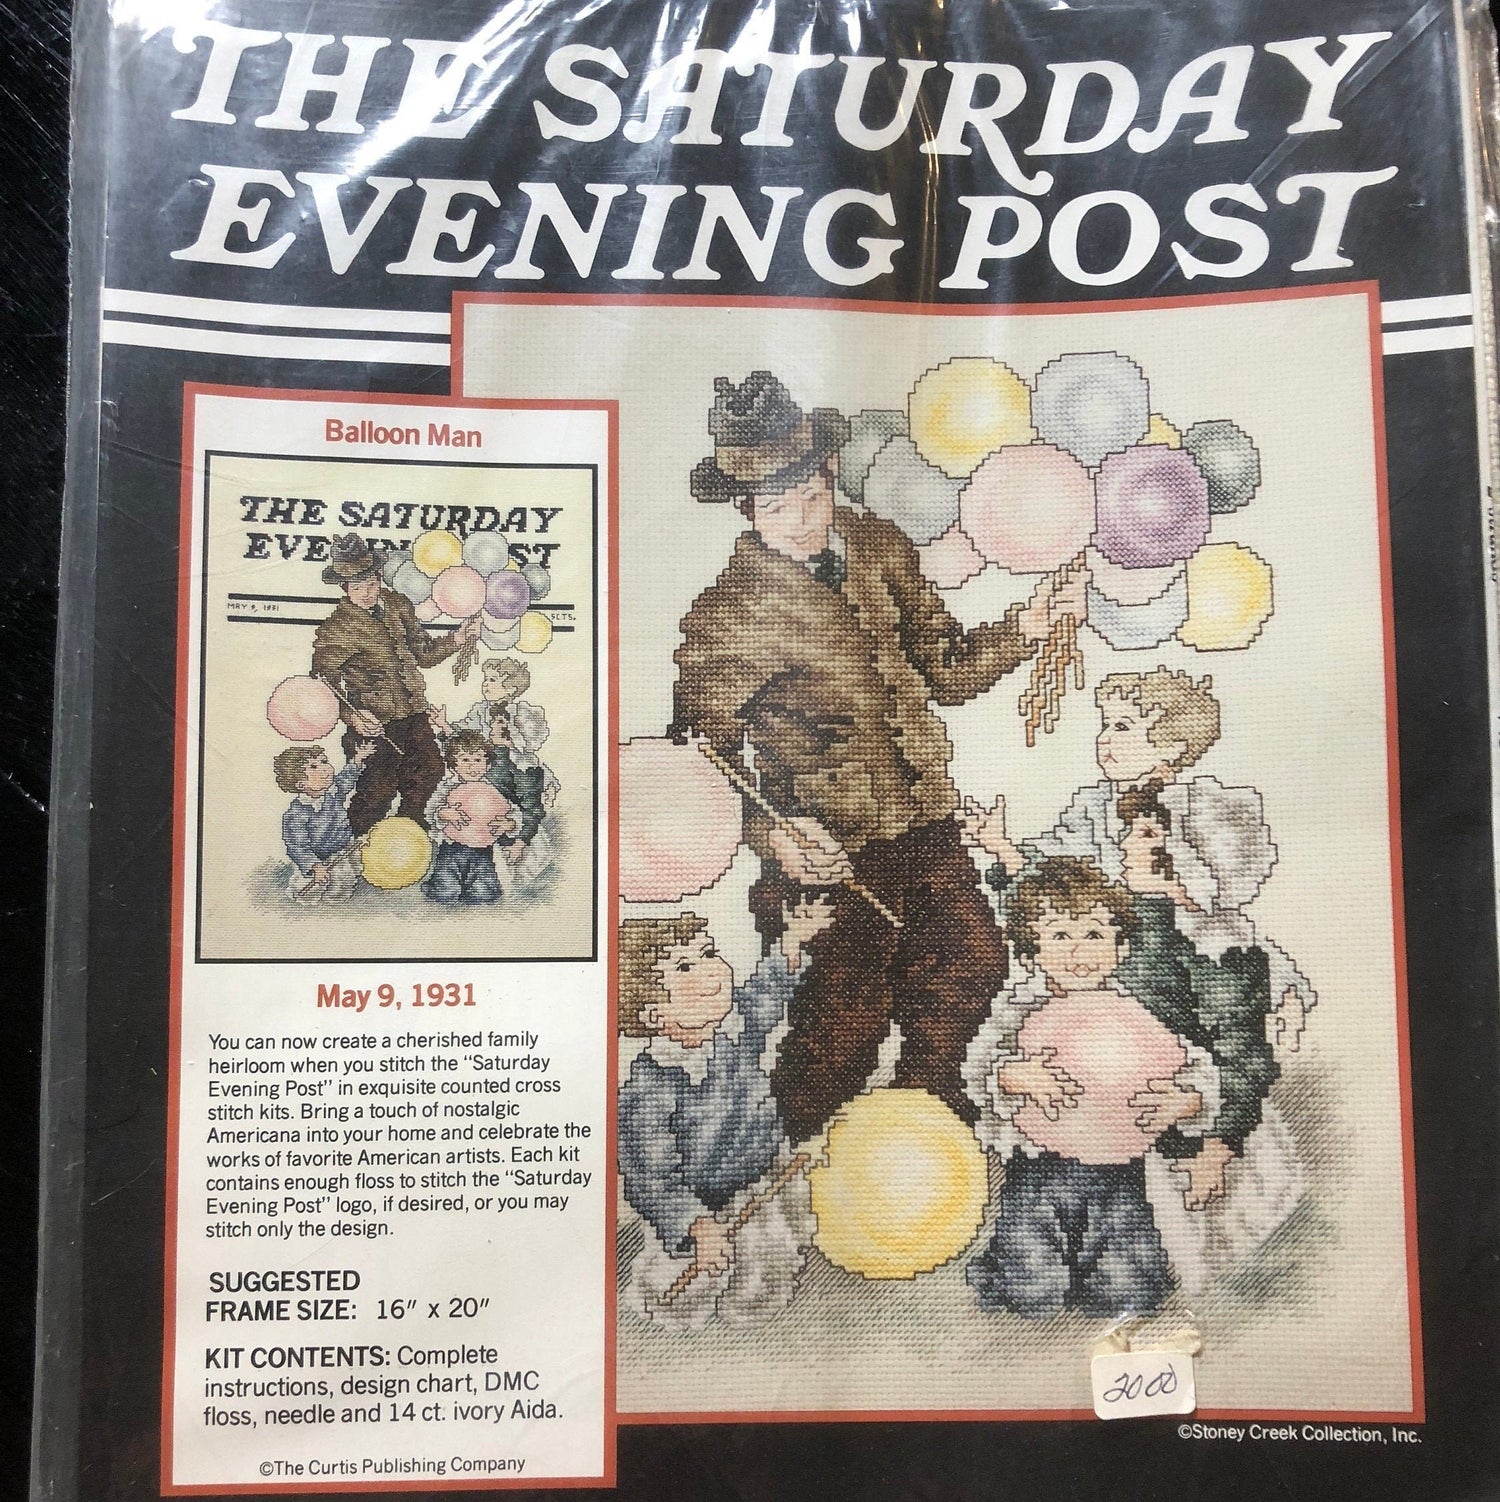 THE SATURDAY
EVENING POST
Balloon Man
THE SATURDAY
EVENING POST
MAY 9, 1931
5CTS.
May 9, 1931
You can now create a cherished family
heirloom when you stitch the “Saturday
Evening Post” in exquisite counted cross
stitch kits. Bring a touch of nostalgic
Americana into your home and celebrate the
works of favorite American artists. Each kit
contains enough floss to stitch the “Saturday
Evening Post” logo, if desired, or you may
stitch only the design.
SUGGESTED
FRAME SIZE: 16″ x 20″
KIT CONTENTS: Complete
instructions, design chart, DMC
floss, needle and 14 ct. ivory Aida.
©The Curtis Publishing Company
2000
©Stoney Creek Collection, Inc.